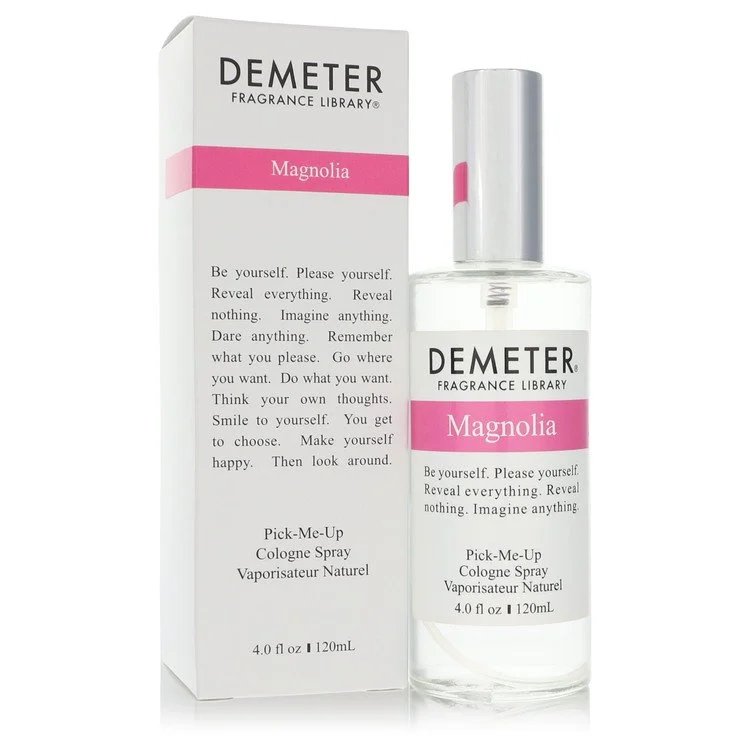 DEMETER
FRAGRANCE LIBRARY®
Magnolia
Be yourself. Please yourself.
Reveal everything. Reveal
nothing. Imagine anything.
Dare anything. Remember
what you please. Go where
you want. Do what you want.
Think your own thoughts.
Smile to yourself. You get
to choose. Make yourself
happy. Then look around.
Pick-Me-Up
Cologne Spray
Vaporisateur Naturel
4.0 fl oz ❙ 120mL
DEMETER®
FRAGRANCE LIBRARY
Magnolia
Be yourself. Please yourself.
Reveal everything. Reveal
nothing. Imagine anything.
Pick-Me-Up
Cologne Spray
Vaporisateur Naturel
4.0 fl oz ❙ 120mL